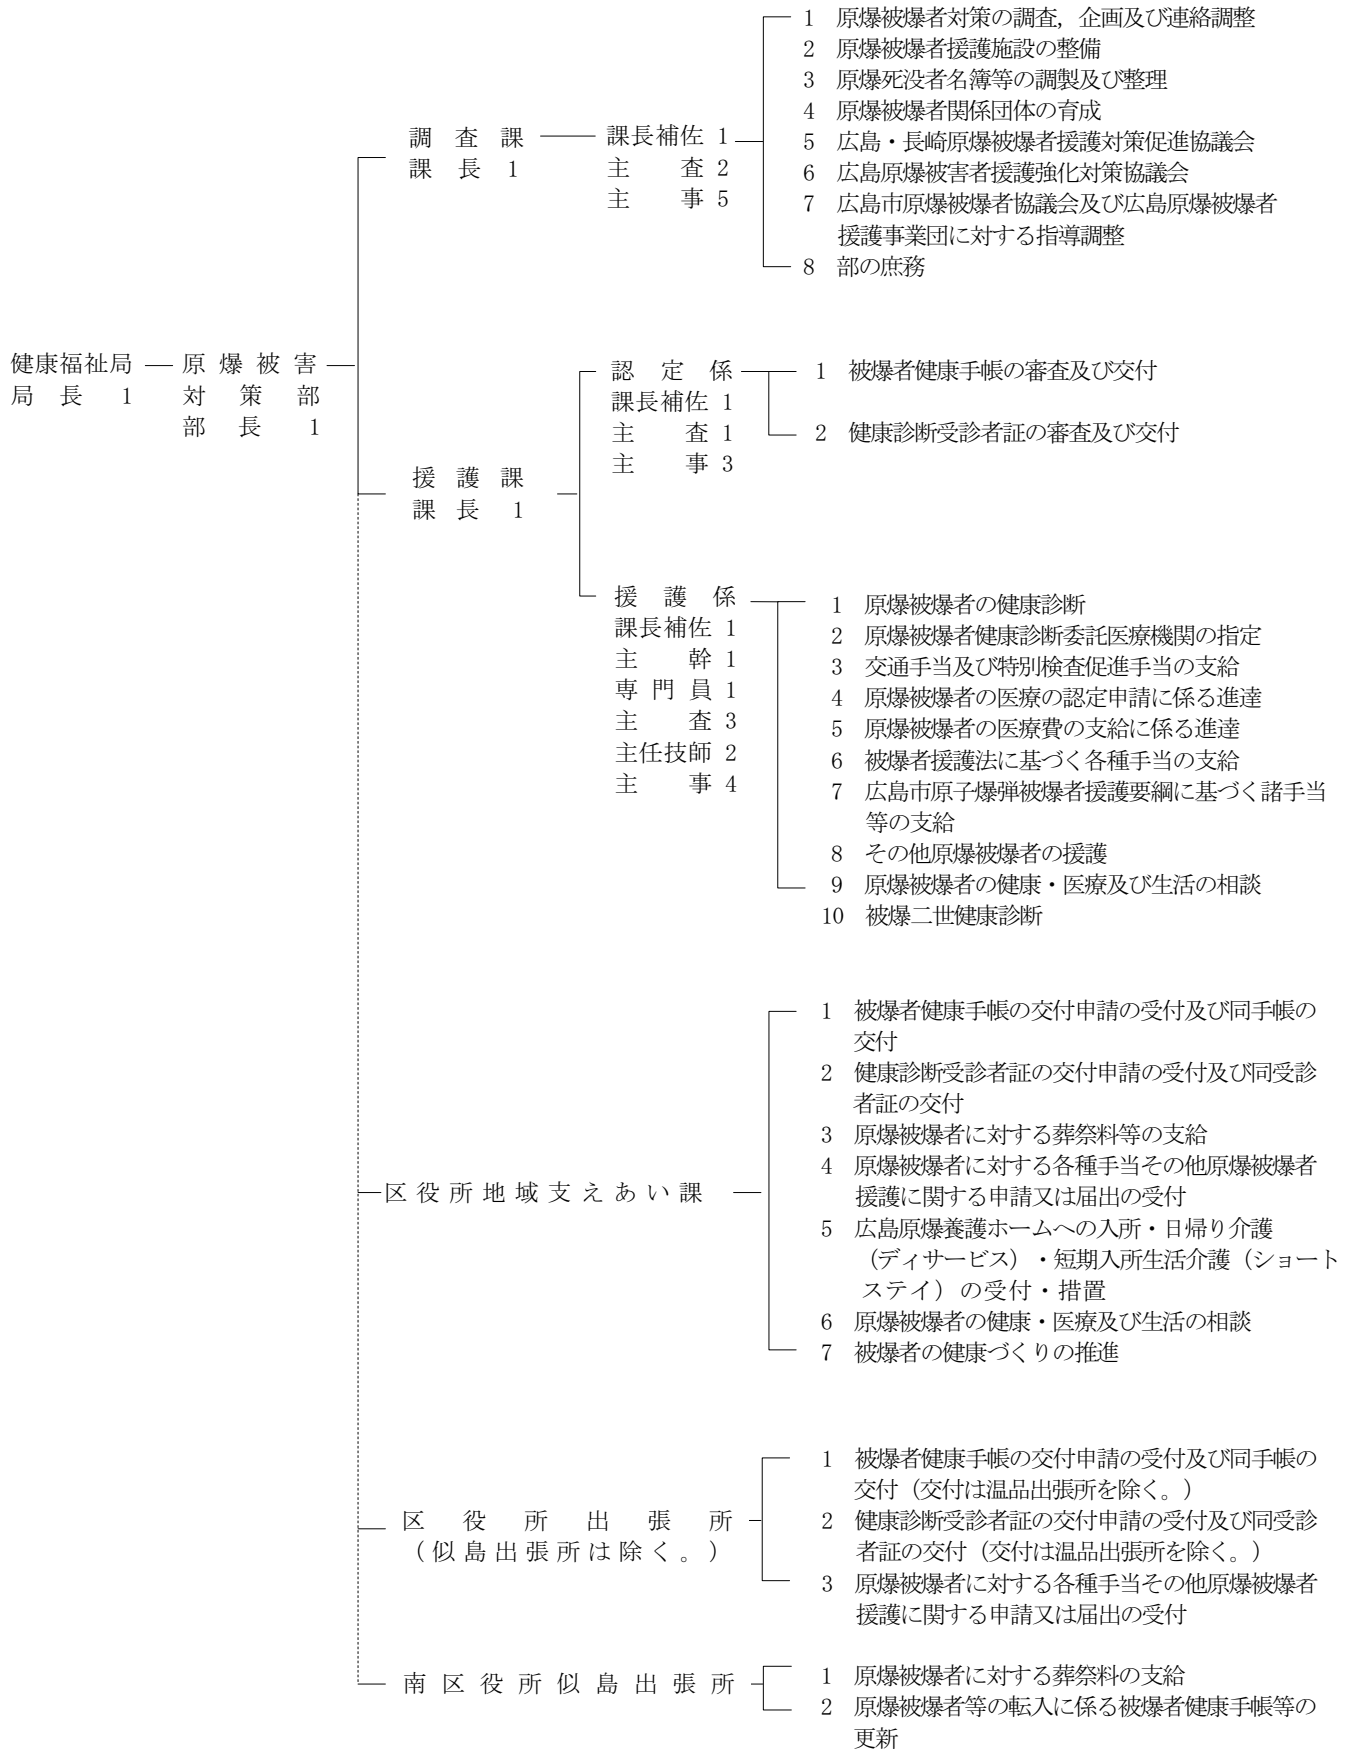 健康福祉局
局長 1
原爆被害
対策部
部長 1
調査課
課長 1
課長補佐 1
主査 2
主事 5
1 原爆被爆者対策の調査，企画及び連絡調整
2 原爆被爆者援護施設の整備
3 原爆死没者名簿等の調製及び整理
4 原爆被爆者関係団体の育成
5 広島・長崎原爆被爆者援護対策促進協議会
6 広島原爆被害者援護強化対策協議会
7 広島市原爆被爆者協議会及び広島原爆被爆者
援護事業団に対する指導調整
8 部の庶務
援護課
課長 1
認定係
課長補佐 1
主査 1
主事 3
1 被爆者健康手帳の審査及び交付
2 健康診断受診者証の審査及び交付
援護係
課長補佐 1
主幹 1
専門員 1
主査 3
主任技師 2
主事 4
1 原爆被爆者の健康診断
2 原爆被爆者健康診断委託医療機関の指定
3 交通手当及び特別検査促進手当の支給
4 原爆被爆者の医療の認定申請に係る進達
5 原爆被爆者の医療費の支給に係る進達
6 被爆者援護法に基づく各種手当の支給
7 広島市原子爆弾被爆者援護要綱に基づく諸手当
等の支給
8 その他原爆被爆者の援護
9 原爆被爆者の健康・医療及び生活の相談
10 被爆二世健康診断
区役所地域支えあい課
1 被爆者健康手帳の交付申請の受付及び同手帳の
交付
2 健康診断受診者証の交付申請の受付及び同受診
者証の交付
3 原爆被爆者に対する葬祭料等の支給
4 原爆被爆者に対する各種手当その他原爆被爆者
援護に関する申請又は届出の受付
5 広島原爆養護ホームへの入所・日帰り介護
（ディサービス）・短期入所生活介護（ショート
ステイ）の受付・措置
6 原爆被爆者の健康・医療及び生活の相談
7 被爆者の健康づくりの推進
区役所出張所
（似島出張所は除く。）
1 被爆者健康手帳の交付申請の受付及び同手帳の
交付（交付は温品出張所を除く。）
2 健康診断受診者証の交付申請の受付及び同受診
者証の交付（交付は温品出張所を除く。）
3 原爆被爆者に対する各種手当その他原爆被爆者
援護に関する申請又は届出の受付
南区役所似島出張所
1 原爆被爆者に対する葬祭料の支給
2 原爆被爆者等の転入に係る被爆者健康手帳等の
更新